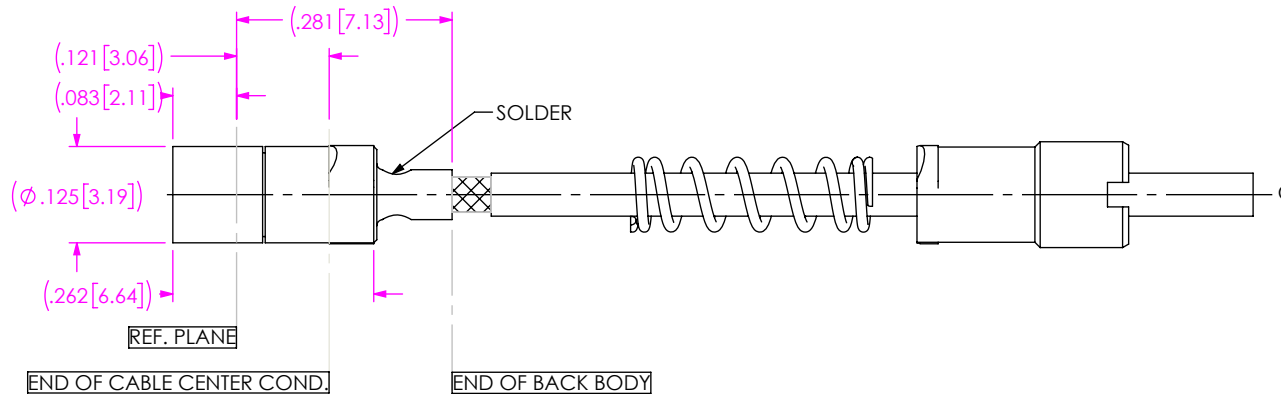 (.281[7.13])
(.121[3.06])
(.083[2.11])
SOLDER
(Ø.125[3.19])
(.262[6.64])
REF. PLANE
END OF CABLE CENTER COND.
END OF BACK BODY